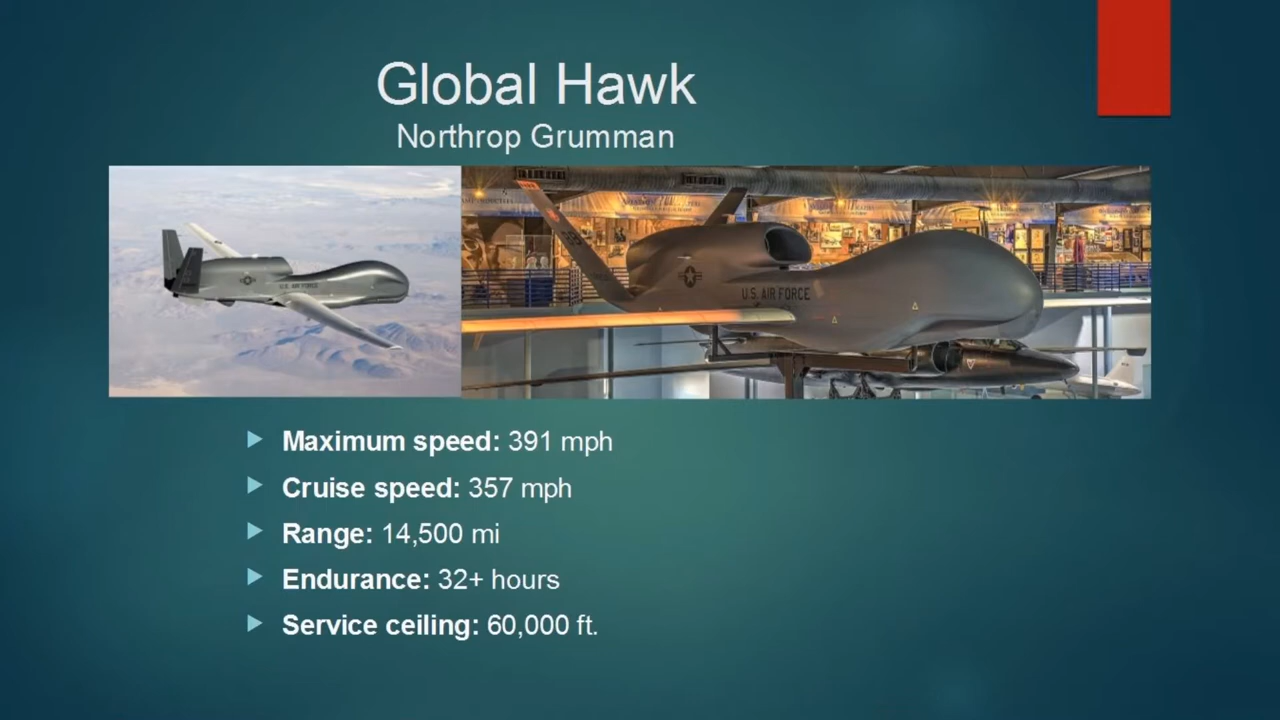 Global Hawk
Northrop Grumman
U.S. AIR FORCE
U.S. AIR FORCE
Maximum speed: 391 mph
Cruise speed: 357 mph
Range: 14,500 mi
Endurance: 32+ hours
Service ceiling: 60,000 ft.